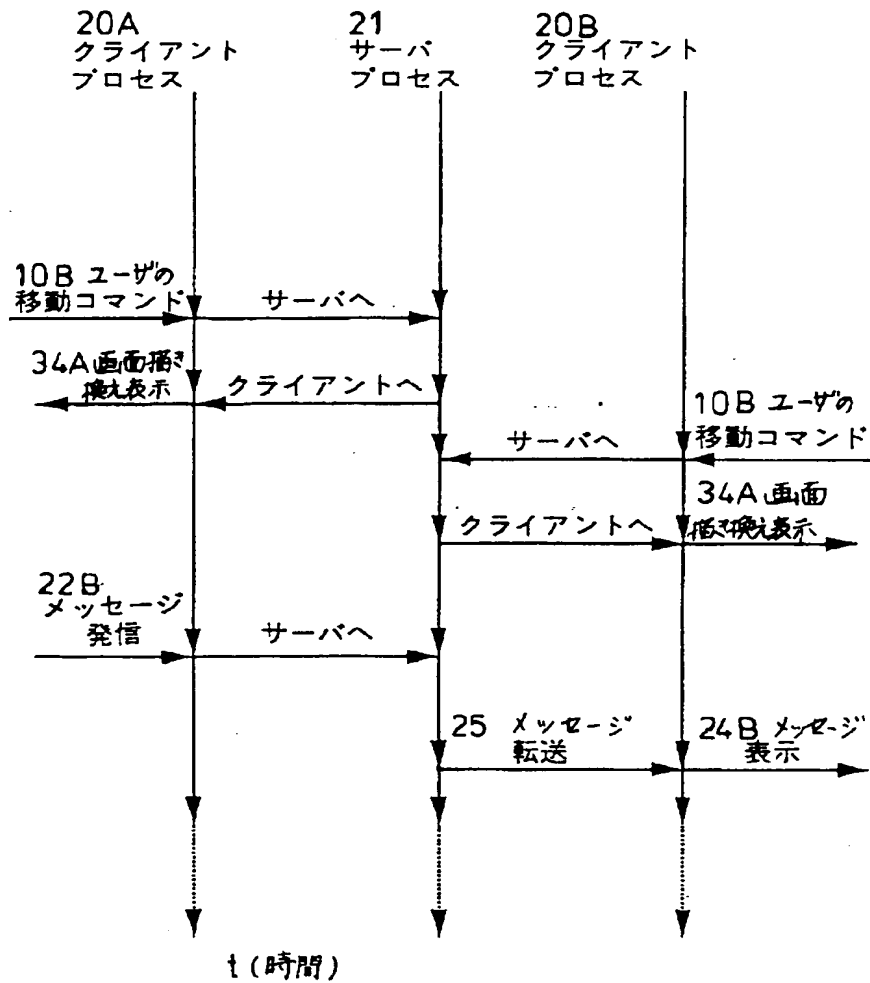 20A
クライアント
プロセス
21
サーバ
プロセス
20B
クライアント
プロセス
10B ユーザの
移動コマンド
サーバへ
34A 画面描き
換え表示
クライアントへ
10B ユーザの
移動コマンド
サーバへ
34A 画面
描き換え表示
クライアントへ
22B
メッセージ
発信
サーバへ
25 メッセージ
転送
24B メッセージ
表示
t (時間)